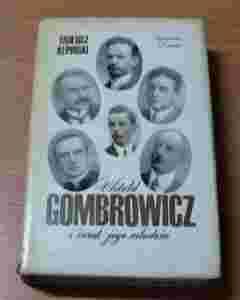 TADEUSZ
KĘPIŃSKI
Witold
GOMBROWICZ
i świat jego młodości